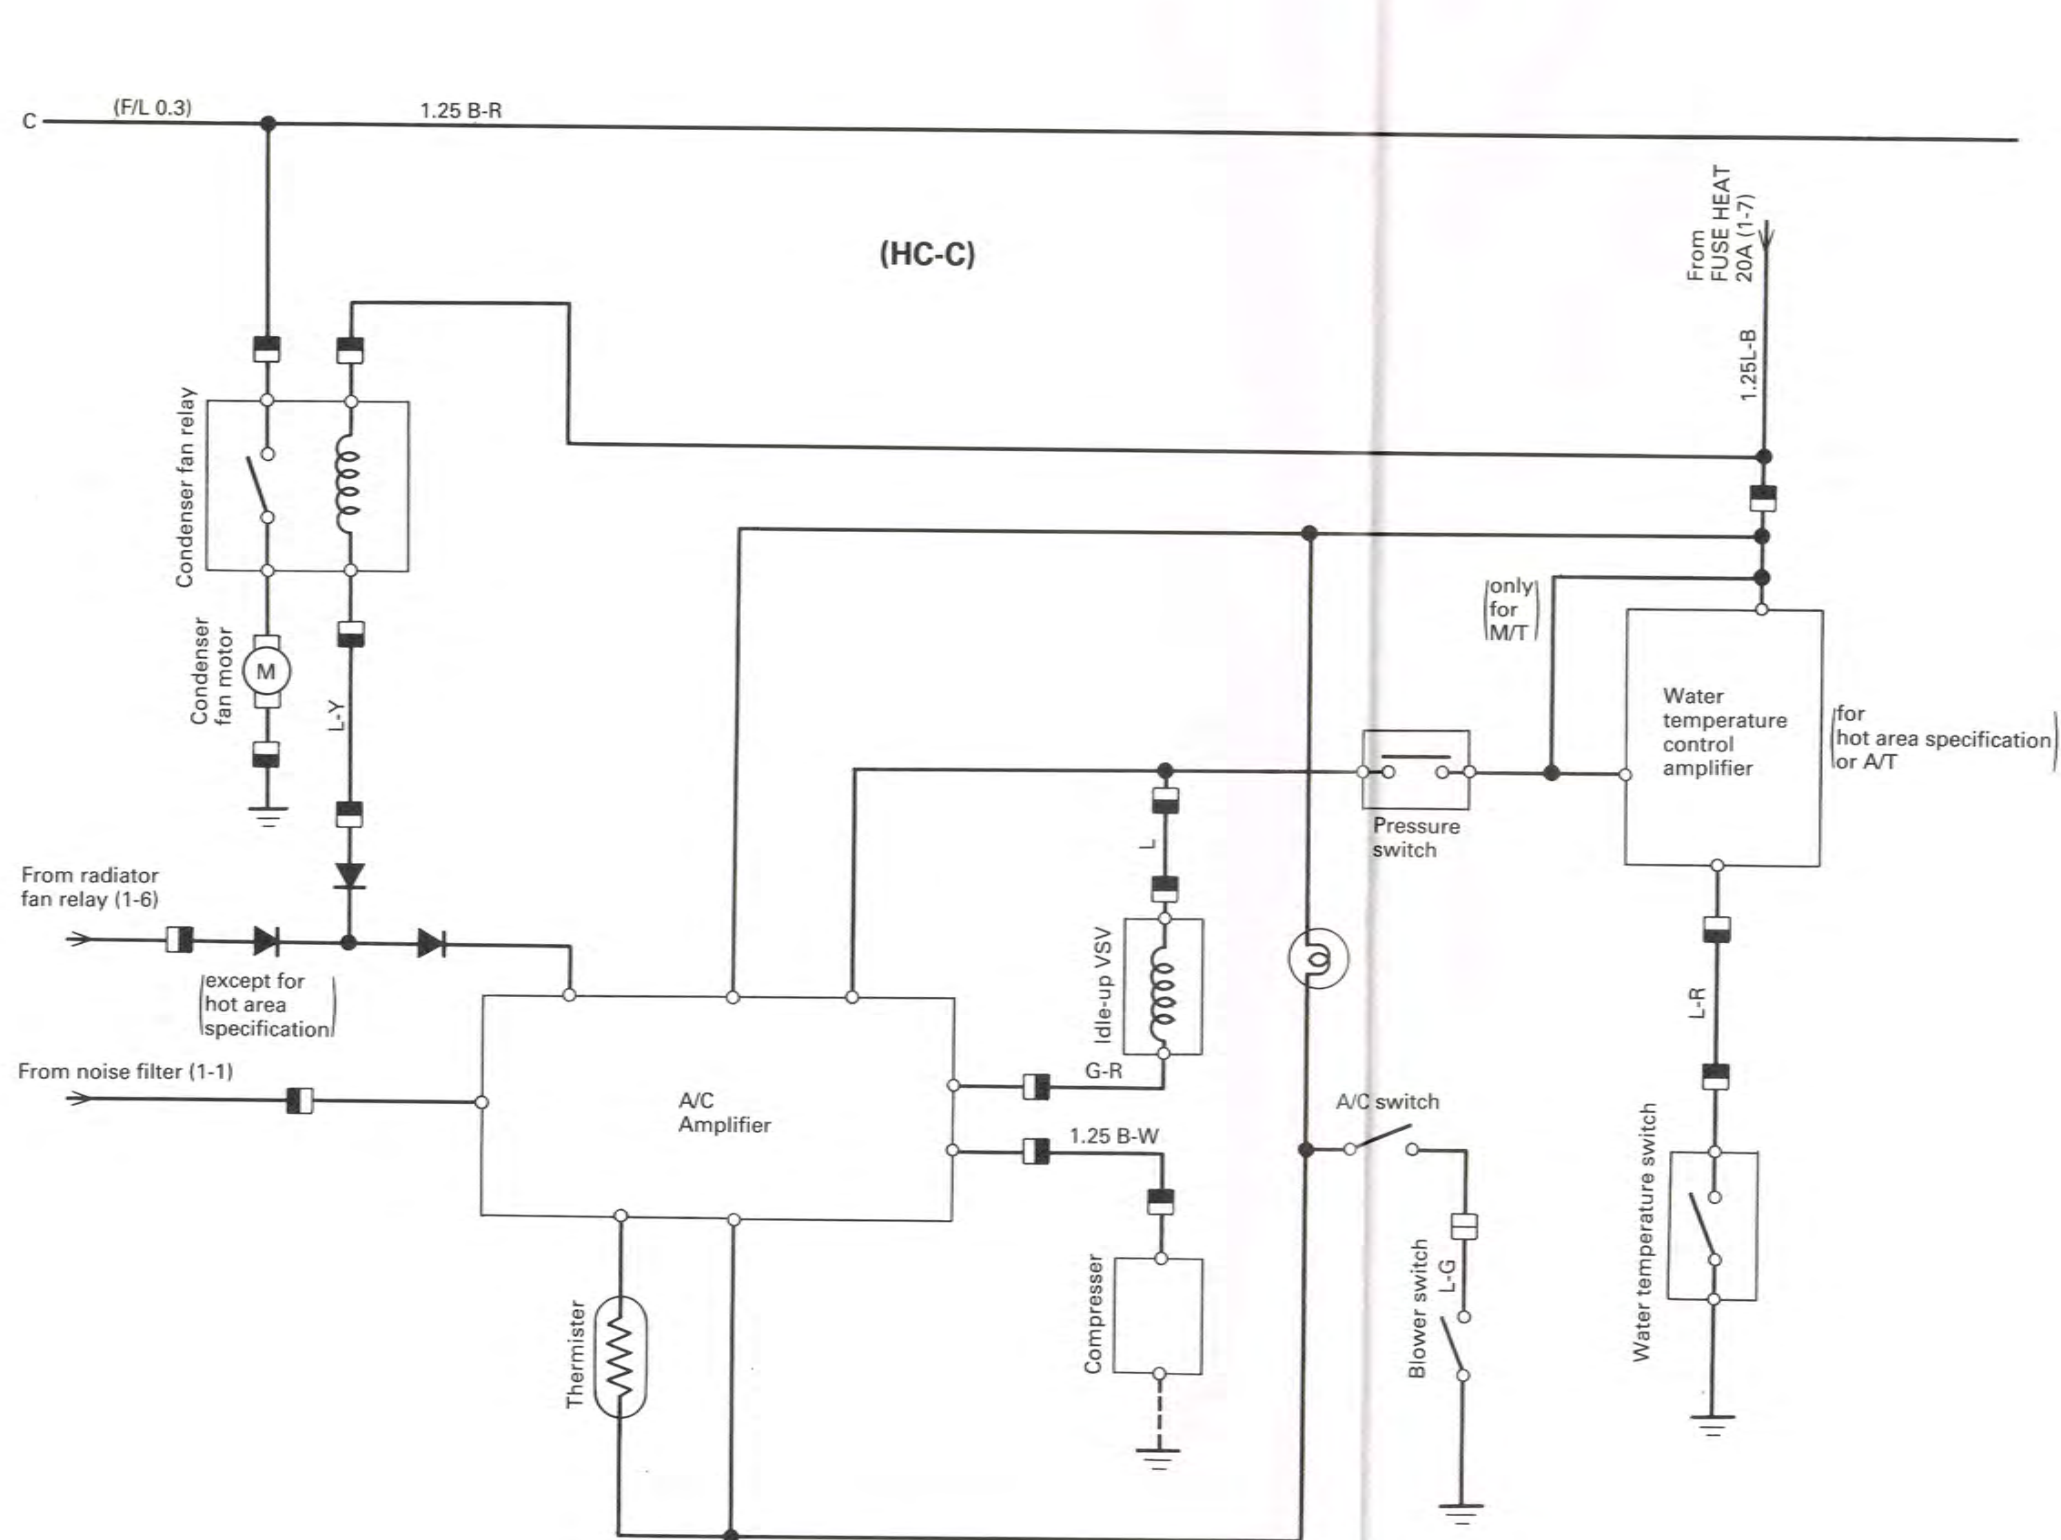 (F/L 0.3)
1.25 B-R
C
From
FUSE HEAT
20A (1-7)
(HC-C)
1.25L-B
Condenser fan relay
(only
for
M/T)
Condenser
fan motor
M
L-Y
Water
temperature
control
amplifier
(for
hot area specification
or A/T)
Pressure
switch
L
From radiator
fan relay (1-6)
(except for
hot area
specification)
Idle-up VSV
L-R
From noise filter (1-1)
G-R
A/C
Amplifier
A/C switch
1.25 B-W
Water temperature switch
Thermister
Compresser
Blower switch
L-G